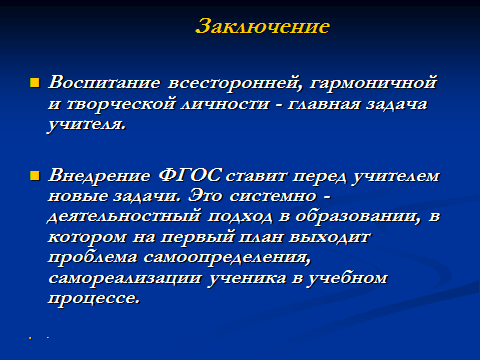 Заключение
Воспитание всесторонней, гармоничной
и творческой личности - главная задача
учителя.
Внедрение ФГОС ставит перед учителем
новые задачи. Это системно -
деятельностный подход в образовании, в
котором на первый план выходит
проблема самоопределения,
самореализации ученика в учебном
процессе.